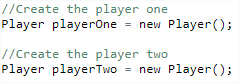 //Create the player one
Player playerOne = new Player();
//Create the player two
Player playerTwo = new Player();